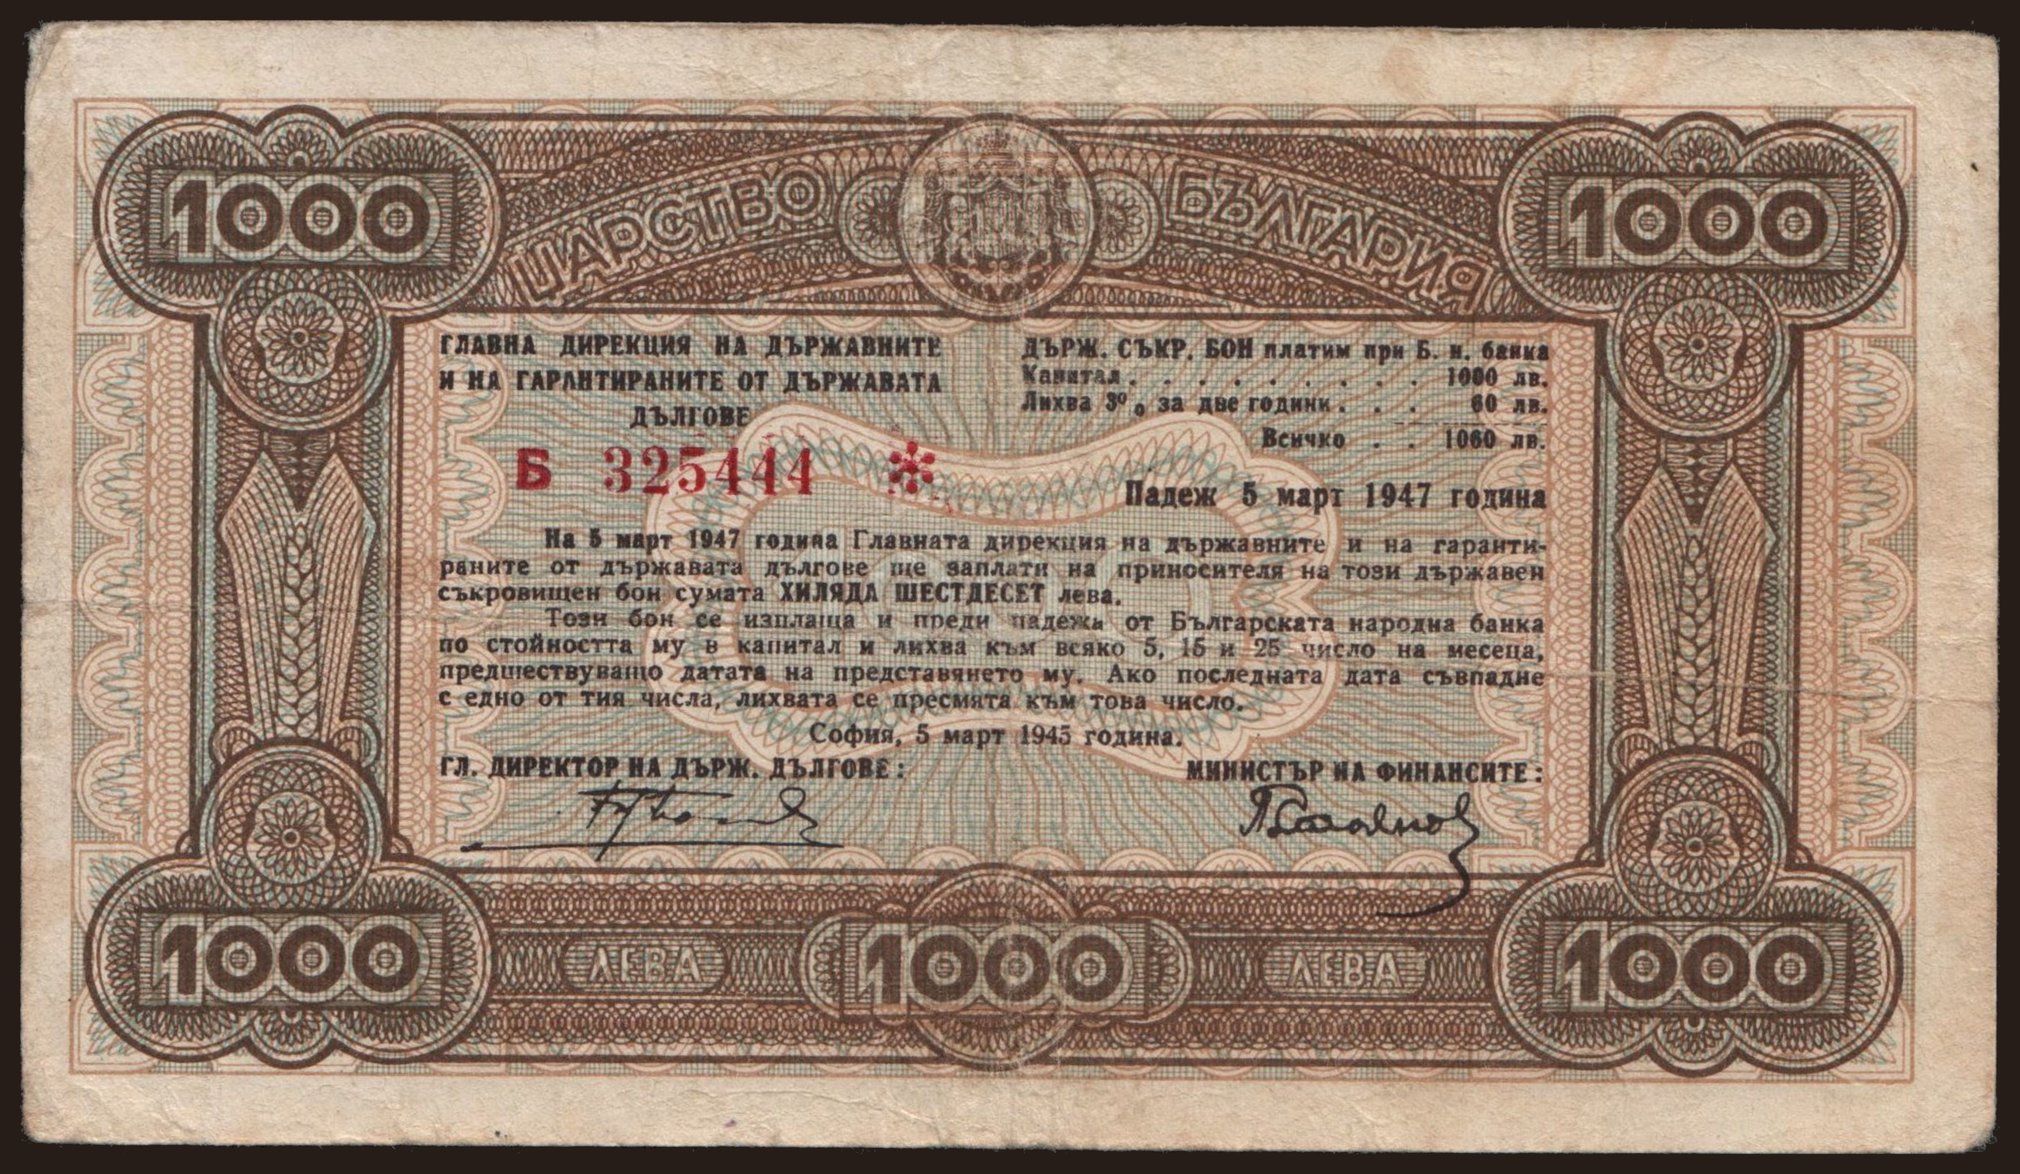 1000
ЦАРСТВО БЪЛГАРИЯ
1000
ГЛАВНА ДИРЕКЦИЯ НА ДЪРЖАВНИТЕ
И НА ГАРАНТИРАНИТЕ ОТ ДЪРЖАВАТА
ДЪЛГОВЕ
Б 325444 *
ДЪРЖ. СЪКР. БОН платим при Б. н. банка
Капитал . . . . . . . . . 1000 лв.
Лихва 3% за две години . . . 60 лв.
Всичко . . 1060 лв.
Падеж 5 март 1947 година
На 5 март 1947 година Главната дирекция на държавните и на гаранти-
раните от държавата дългове ще заплати на приносителя на този държавен
съкровищен бон сумата ХИЛЯДА ШЕСТДЕСЕТ лева.
Този бон се изплаща и преди падежа от Българската народна банка
по стойността му в капитал и лихва към всяко 5, 15 и 25 число на месеца,
предшествуващо датата на представянето му. Ако последната дата съвпадне
с едно от тия числа, лихвата се пресмята към това число.
София, 5 март 1945 година.
ГЛ. ДИРЕКТОР НА ДЪРЖ. ДЪЛГОВЕ:
МИНИСТЪР НА ФИНАНСИТЕ:
1000
ЛЕВА
1000
ЛЕВА
1000